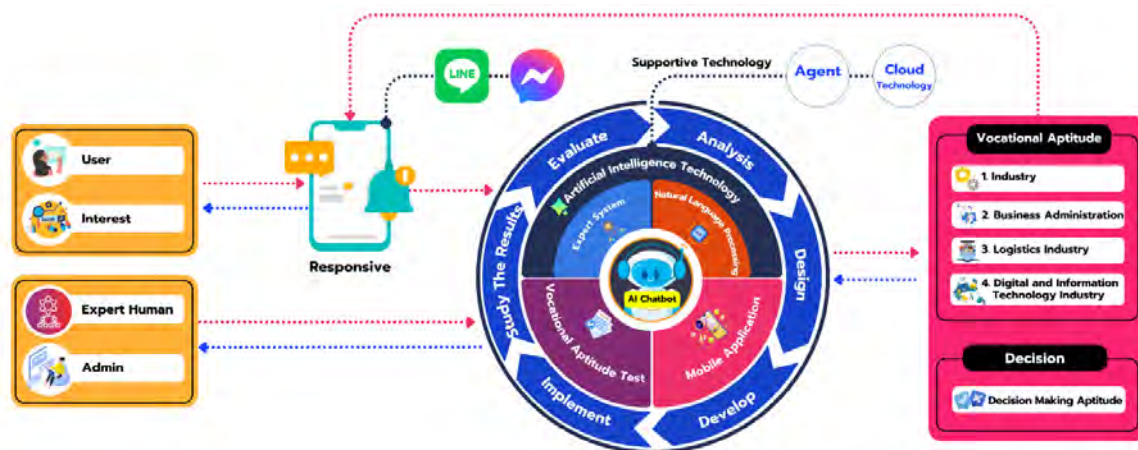 LINE
Supportive Technology
Agent
Cloud
Technology
User
Interest
Responsive
Expert Human
Admin
Evaluate
Analysis
Design
Develop
Implement
Study The Results
Artificial Intelligence Technology
Expert System
Natural Language Processing
AI Chatbot
Vocational Aptitude Test
Mobile Application
Vocational Aptitude
1. Industry
2. Business Administration
3. Logistics Industry
4. Digital and Information
Technology Industry
Decision
Decision Making Aptitude